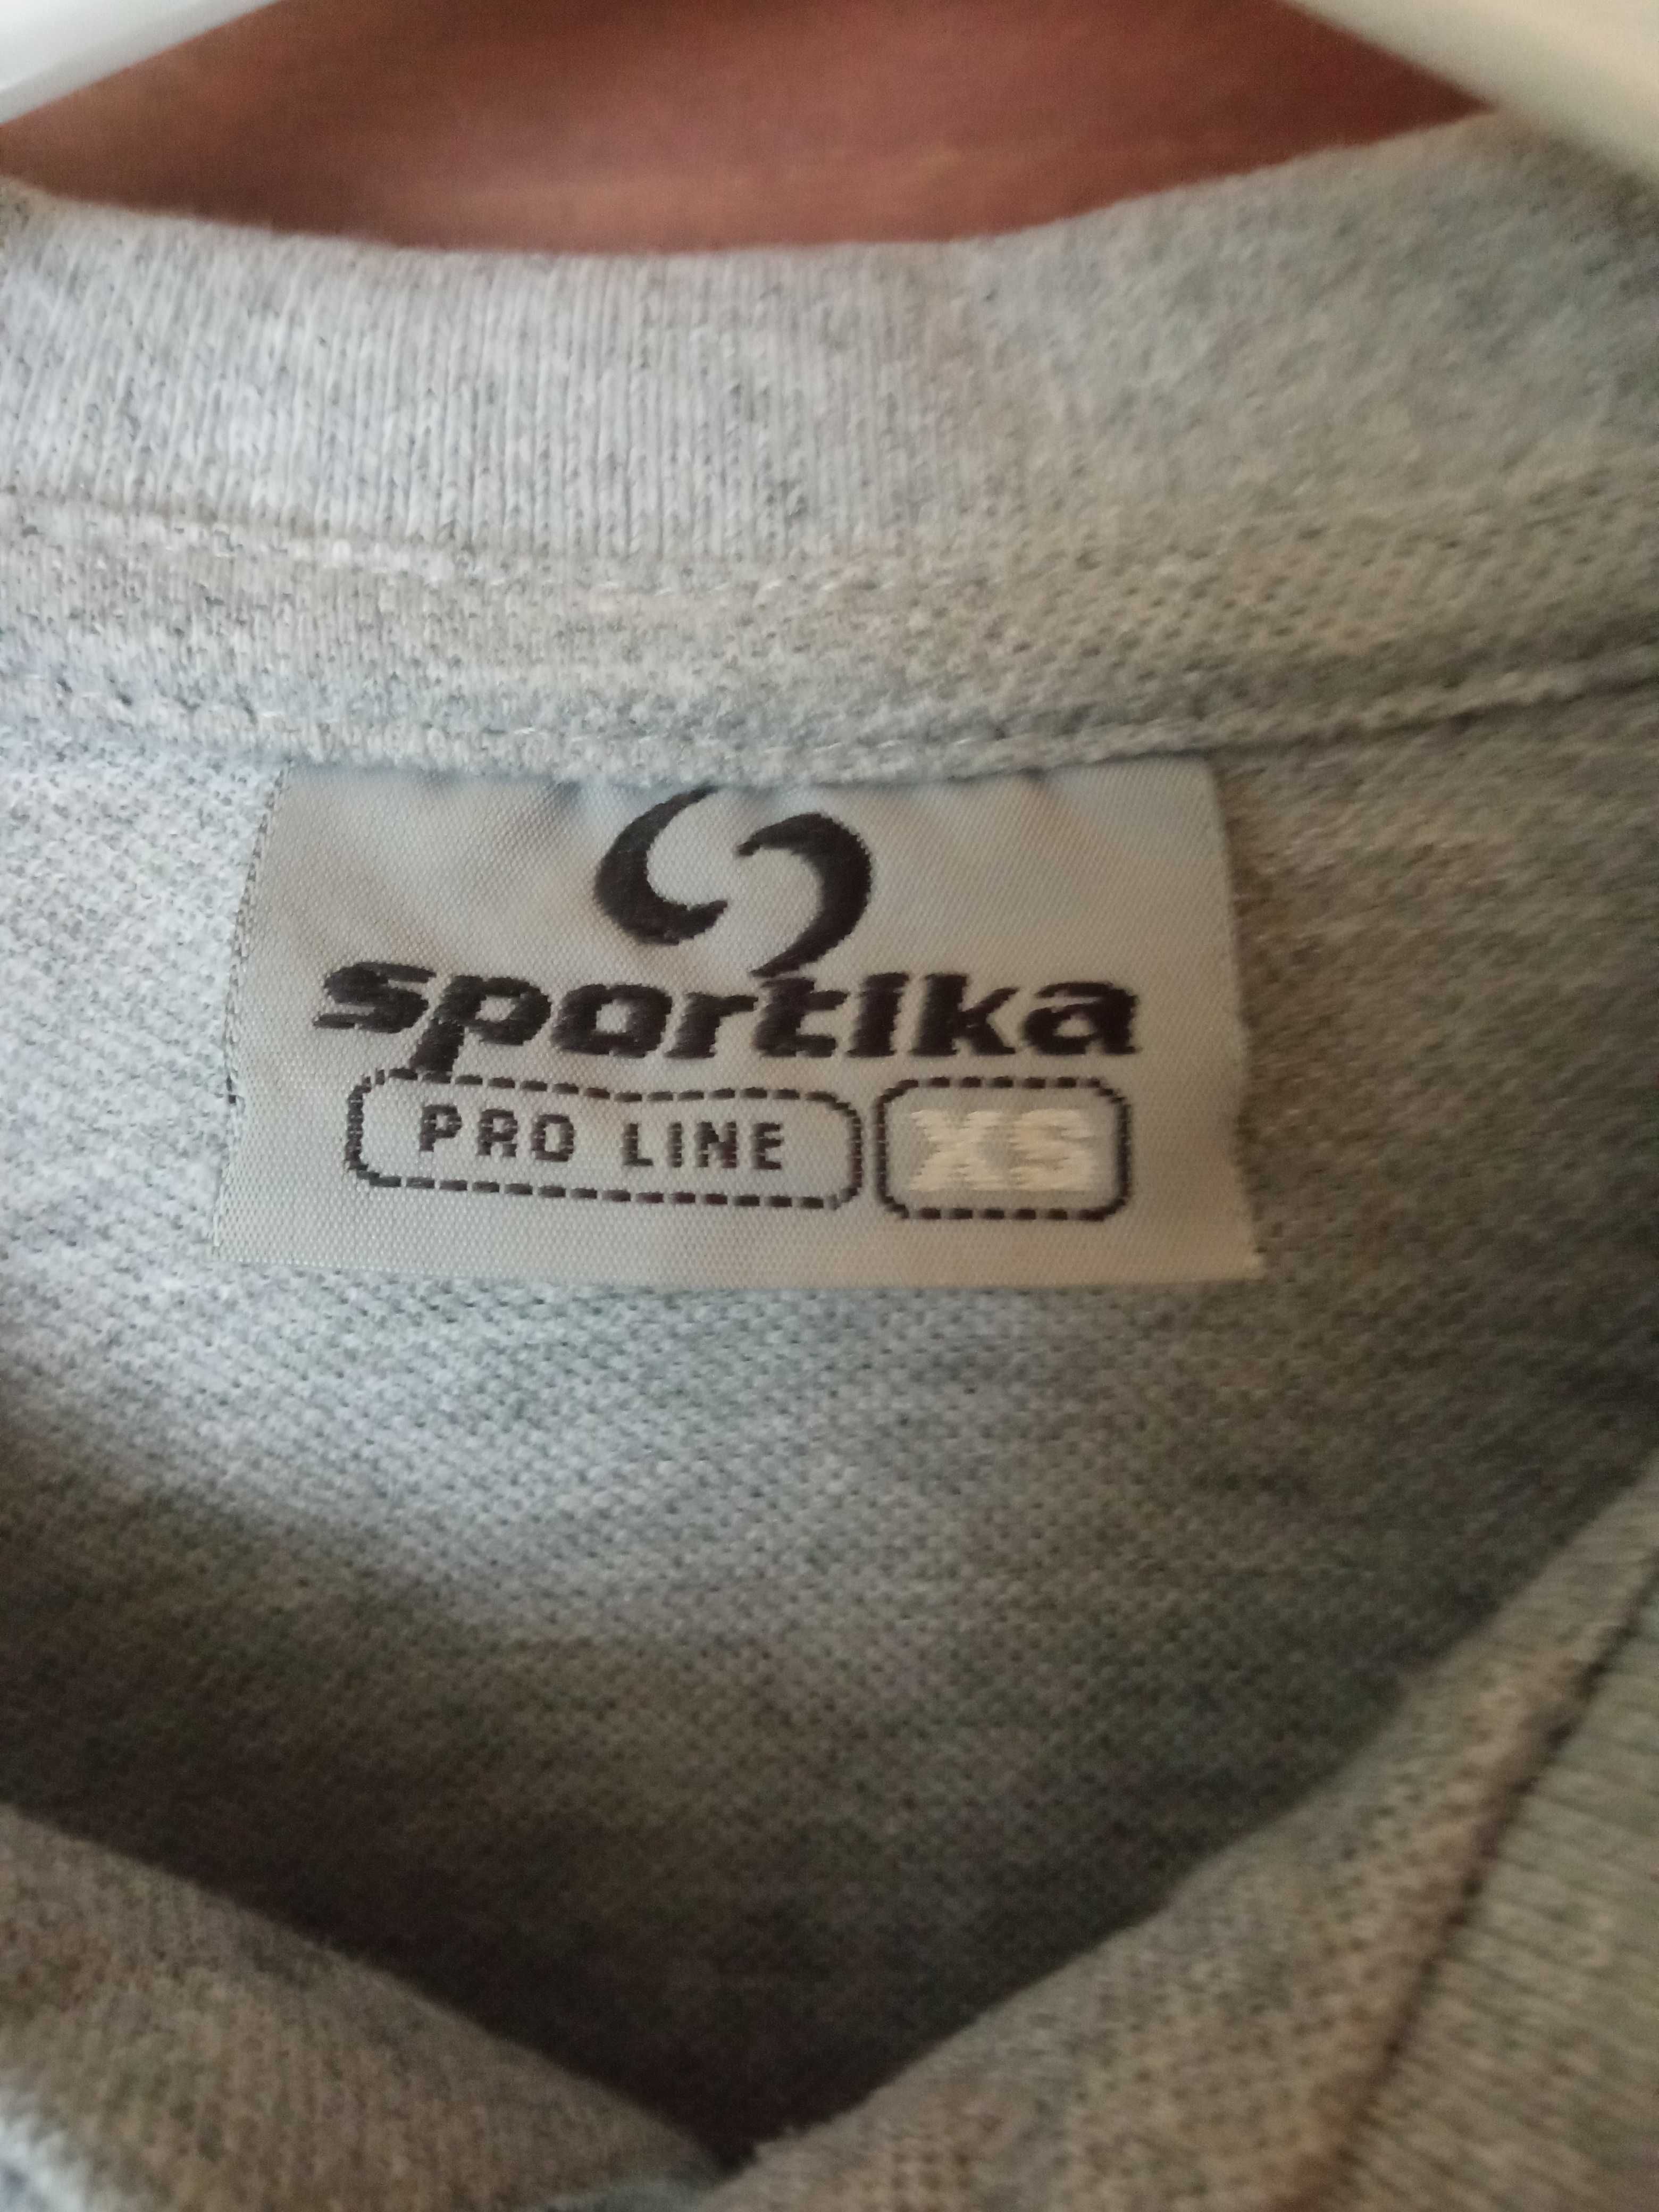 sportika
PRO LINE XS